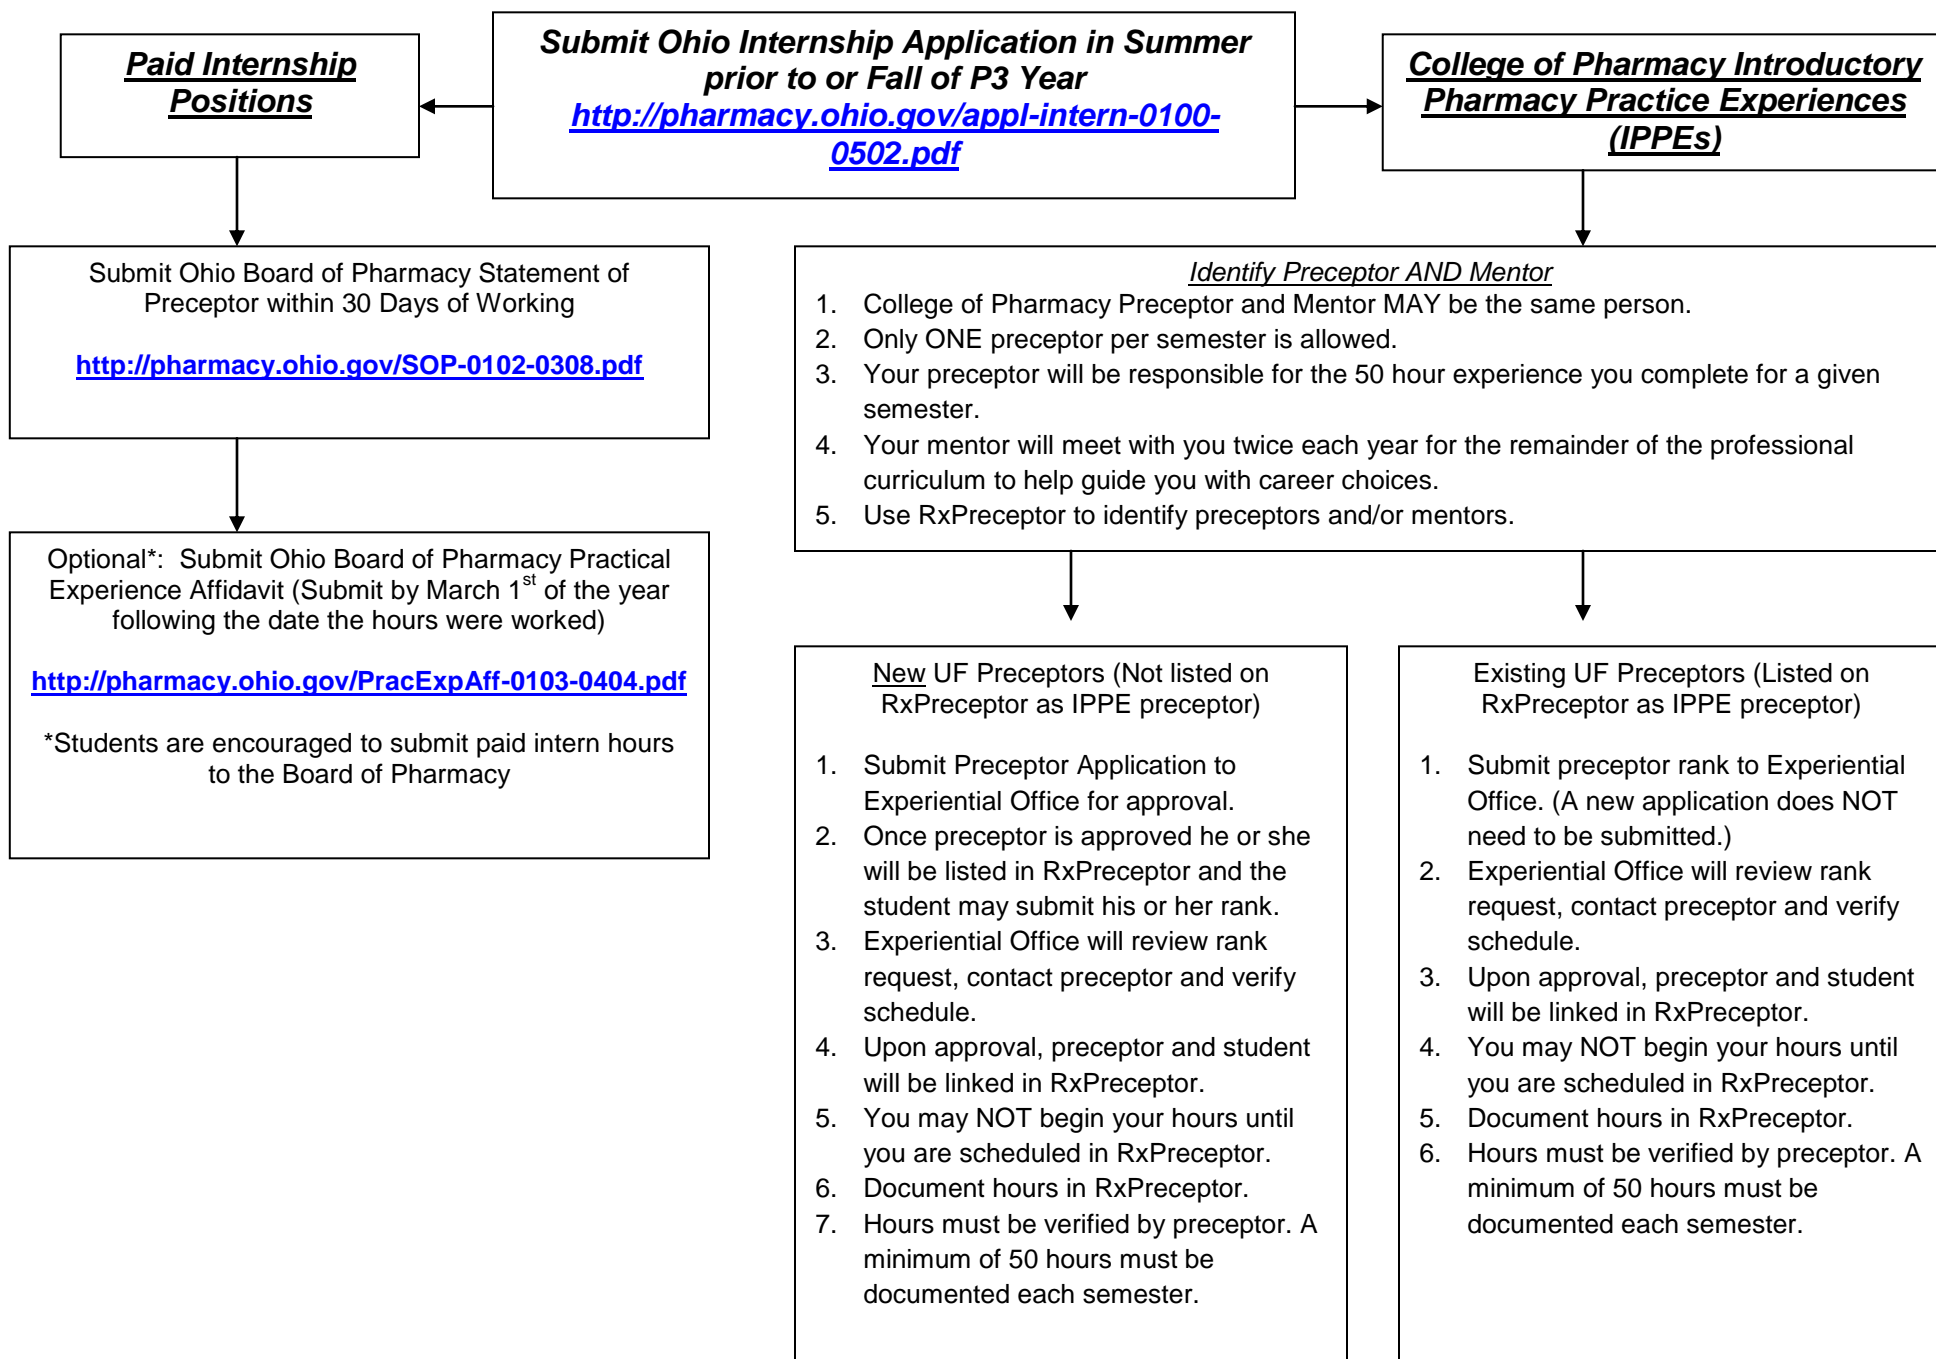 Paid Internship
Positions
Submit Ohio Internship Application in Summer
prior to or Fall of P3 Year
http://pharmacy.ohio.gov/appl-intern-0100-
0502.pdf
College of Pharmacy Introductory
Pharmacy Practice Experiences
(IPPEs)
Submit Ohio Board of Pharmacy Statement of
Preceptor within 30 Days of Working
http://pharmacy.ohio.gov/SOP-0102-0308.pdf
Optional*:  Submit Ohio Board of Pharmacy Practical
Experience Affidavit (Submit by March 1st of the year
following the date the hours were worked)
http://pharmacy.ohio.gov/PracExpAff-0103-0404.pdf
*Students are encouraged to submit paid intern hours
to the Board of Pharmacy
Identify Preceptor AND Mentor
1. College of Pharmacy Preceptor and Mentor MAY be the same person.
2. Only ONE preceptor per semester is allowed.
3. Your preceptor will be responsible for the 50 hour experience you complete for a given
semester.
4. Your mentor will meet with you twice each year for the remainder of the professional
curriculum to help guide you with career choices.
5. Use RxPreceptor to identify preceptors and/or mentors.
New UF Preceptors (Not listed on
RxPreceptor as IPPE preceptor)
1. Submit Preceptor Application to
Experiential Office for approval.
2. Once preceptor is approved he or she
will be listed in RxPreceptor and the
student may submit his or her rank.
3. Experiential Office will review rank
request, contact preceptor and verify
schedule.
4. Upon approval, preceptor and student
will be linked in RxPreceptor.
5. You may NOT begin your hours until
you are scheduled in RxPreceptor.
6. Document hours in RxPreceptor.
7. Hours must be verified by preceptor. A
minimum of 50 hours must be
documented each semester.
Existing UF Preceptors (Listed on
RxPreceptor as IPPE preceptor)
1. Submit preceptor rank to Experiential
Office. (A new application does NOT
need to be submitted.)
2. Experiential Office will review rank
request, contact preceptor and verify
schedule.
3. Upon approval, preceptor and student
will be linked in RxPreceptor.
4. You may NOT begin your hours until
you are scheduled in RxPreceptor.
5. Document hours in RxPreceptor.
6. Hours must be verified by preceptor. A
minimum of 50 hours must be
documented each semester.